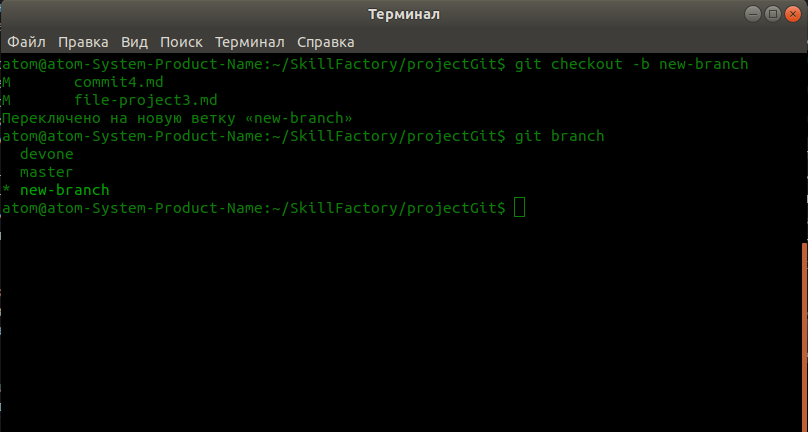 Терминал
Файл Правка Вид Поиск Терминал Справка
atom@atom-System-Product-Name:~/SkillFactory/projectGit$ git checkout -b new-branch
M       commit4.md
M       file-project3.md
Переключено на новую ветку «new-branch»
atom@atom-System-Product-Name:~/SkillFactory/projectGit$ git branch
  devone
  master
* new-branch
atom@atom-System-Product-Name:~/SkillFactory/projectGit$